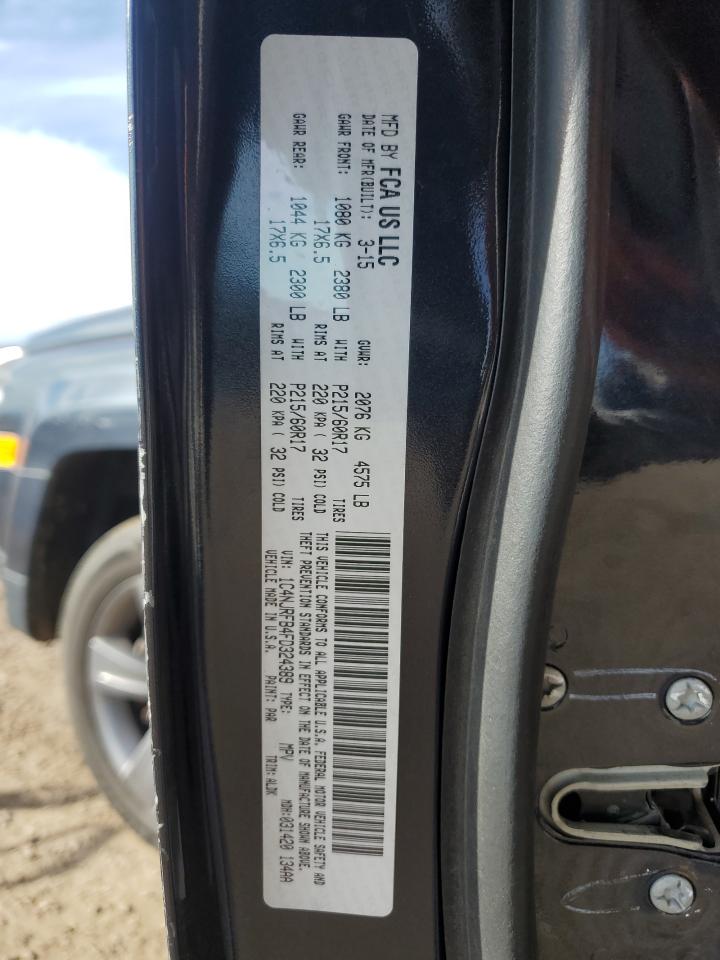 MFD BY FCA US LLC
DATE OF MFR(BUILT): 3-15 GVWR: 2076 KG 4575 LB
GAWR FRONT: 1080 KG 2380 LB WITH P215/60R17 TIRES
17X6.5 RIMS AT 220 KPA ( 32 PSI) COLD
GAWR REAR: 1044 KG 2300 LB WITH P215/60R17 TIRES
17X6.5 RIMS AT 220 KPA ( 32 PSI) COLD
THIS VEHICLE CONFORMS TO ALL APPLICABLE U.S.A. FEDERAL MOTOR VEHICLE SAFETY AND
THEFT PREVENTION STANDARDS IN EFFECT ON THE DATE OF MANUFACTURE SHOWN ABOVE.
VIN: 1C4NJRFB4FD324389 TYPE: MPV MDH:031420 134AA
VEHICLE MADE IN U.S.A. PAINT: PAR TRIM:ALDK